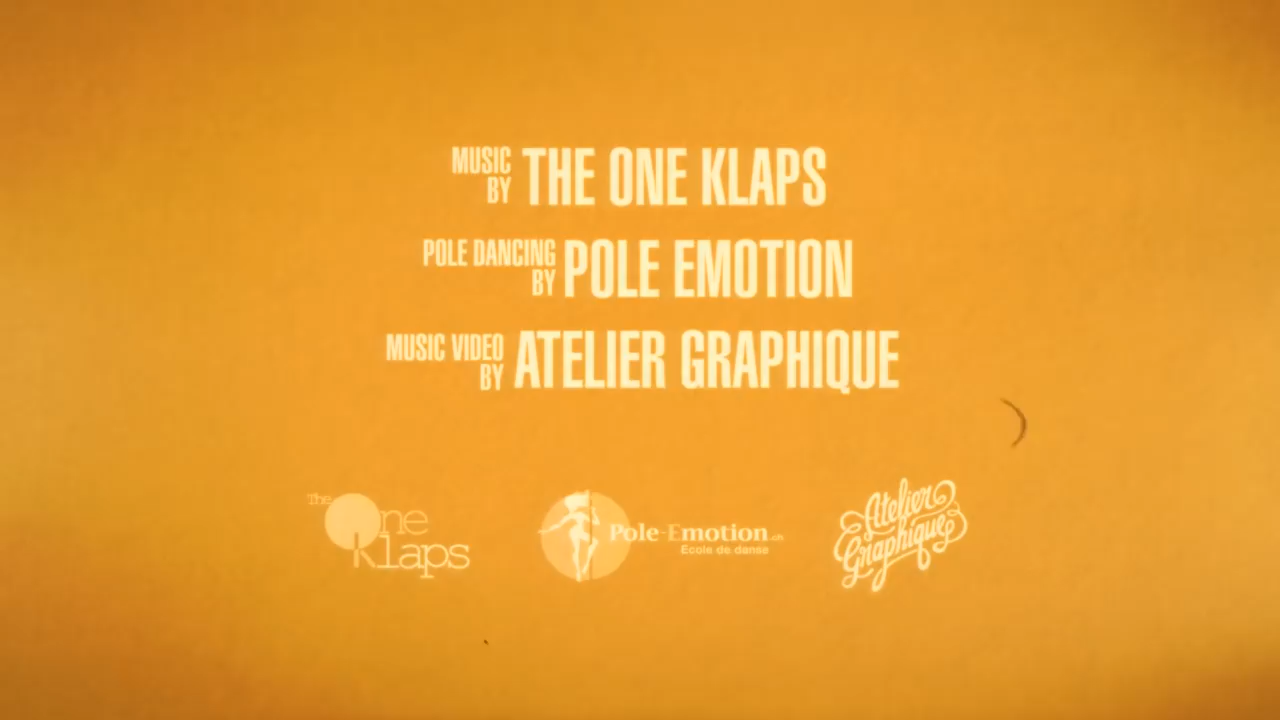 MUSIC
BY THE ONE KLAPS
POLE DANCING
BY POLE EMOTION
MUSIC VIDEO
BY ATELIER GRAPHIQUE
The
One
Klaps
Pole-Emotion.ch
Ecole de danse
Atelier
Graphique